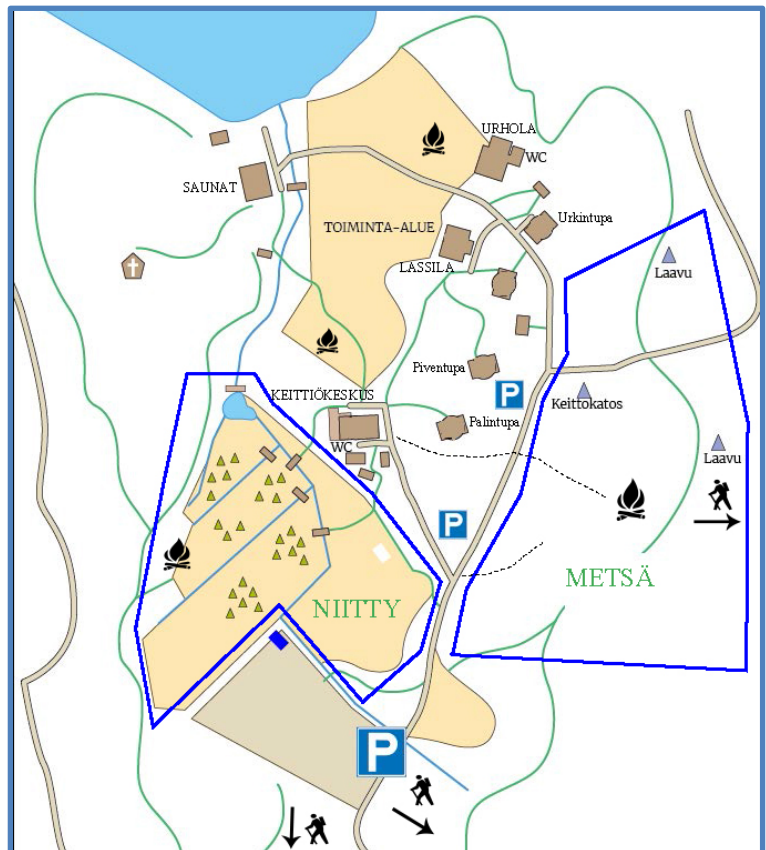 URHOLA
WC
SAUNAT
Urkintupa
TOIMINTA-ALUE
LASSILA
Laavu
Piventupa
P
KEITTIÖKESKUS
Keittokatos
Palintupa
WC
Laavu
P
METSÄ
NIITTY
P